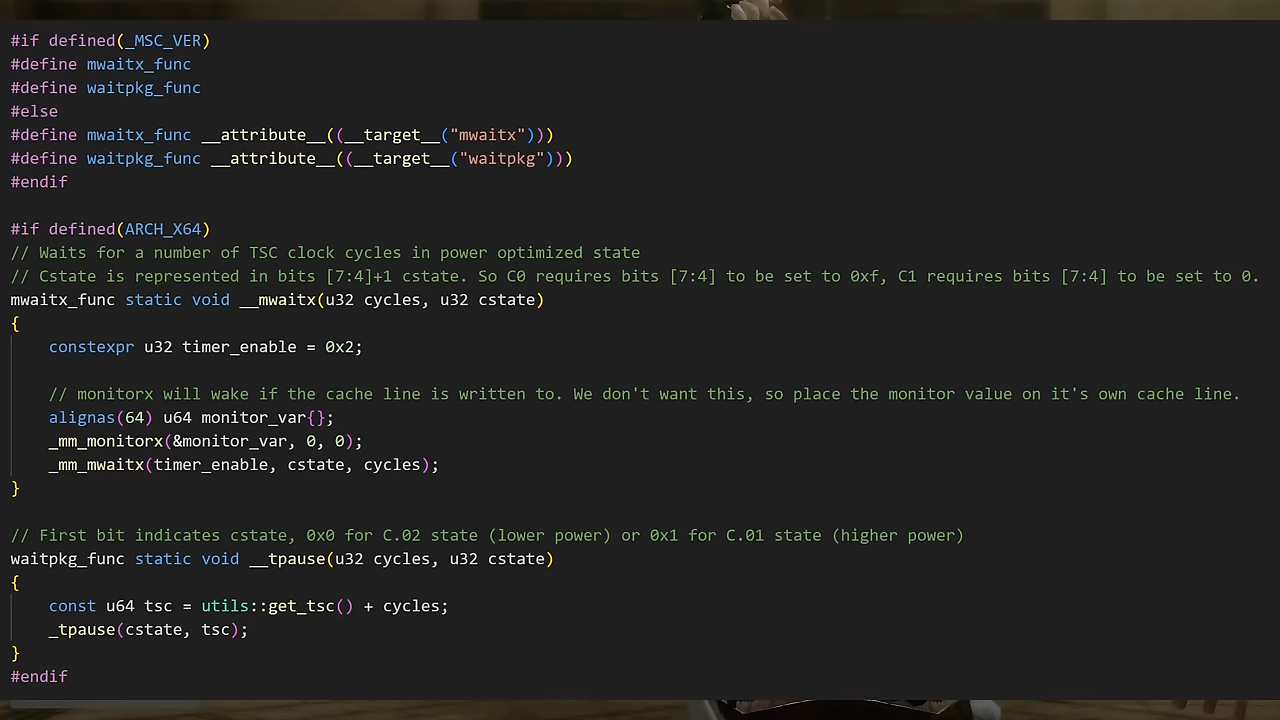 #if defined(_MSC_VER)
#define mwaitx_func
#define waitpkg_func
#else
#define mwaitx_func __attribute__((__target__("mwaitx")))
#define waitpkg_func __attribute__((__target__("waitpkg")))
#endif
#if defined(ARCH_X64)
// Waits for a number of TSC clock cycles in power optimized state
// Cstate is represented in bits [7:4]+1 cstate. So C0 requires bits [7:4] to be set to 0xf, C1 requires bits [7:4] to be set to 0.
mwaitx_func static void __mwaitx(u32 cycles, u32 cstate)
{
constexpr u32 timer_enable = 0x2;
// monitorx will wake if the cache line is written to. We don't want this, so place the monitor value on it's own cache line.
alignas(64) u64 monitor_var{};
_mm_monitorx(&monitor_var, 0, 0);
_mm_mwaitx(timer_enable, cstate, cycles);
}
// First bit indicates cstate, 0x0 for C.02 state (lower power) or 0x1 for C.01 state (higher power)
waitpkg_func static void __tpause(u32 cycles, u32 cstate)
{
const u64 tsc = utils::get_tsc() + cycles;
_tpause(cstate, tsc);
}
#endif